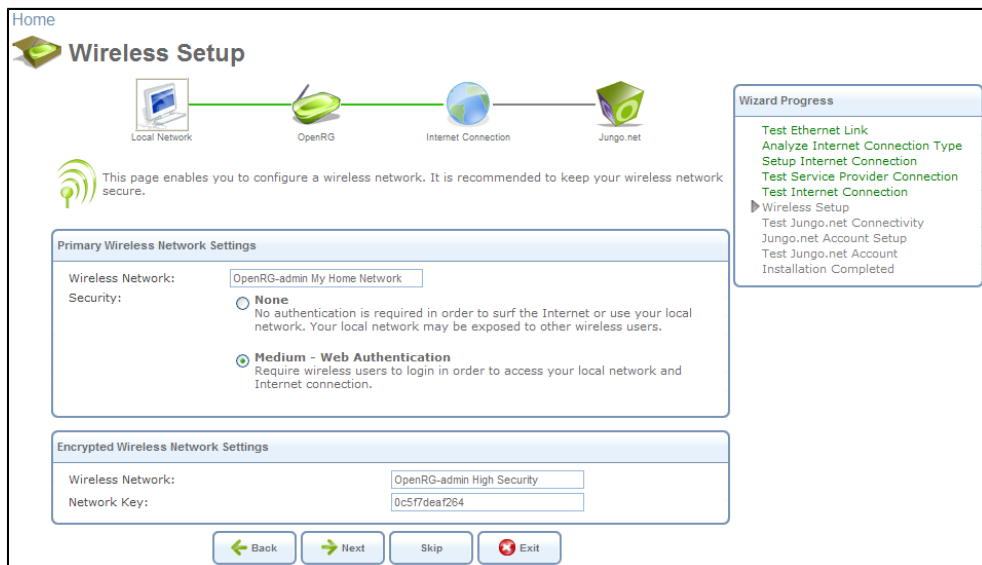 Home
Wireless Setup
Local Network
OpenRG
Internet Connection
Jungo.net
This page enables you to configure a wireless network. It is recommended to keep your wireless network
secure.
Primary Wireless Network Settings
Wireless Network: OpenRG-admin My Home Network
Security:
None
No authentication is required in order to surf the Internet or use your local
network. Your local network may be exposed to other wireless users.
Medium - Web Authentication
Require wireless users to login in order to access your local network and
Internet connection.
Encrypted Wireless Network Settings
Wireless Network: OpenRG-admin High Security
Network Key: 0c5f7deaf264
Back
Next
Skip
Exit
Wizard Progress
Test Ethernet Link
Analyze Internet Connection Type
Setup Internet Connection
Test Service Provider Connection
Test Internet Connection
Wireless Setup
Test Jungo.net Connectivity
Jungo.net Account Setup
Test Jungo.net Account
Installation Completed